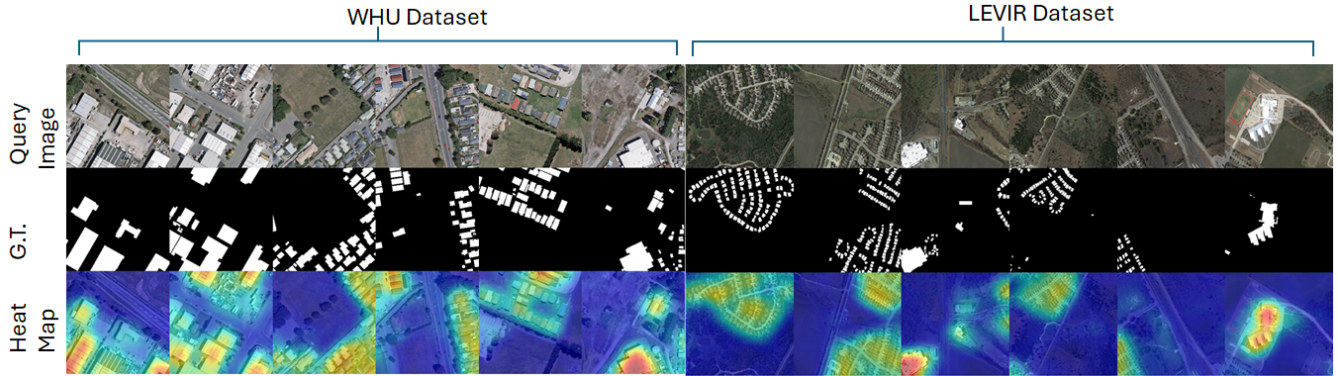 WHU Dataset
LEVIR Dataset
Query
Image
G.T.
Heat
Map